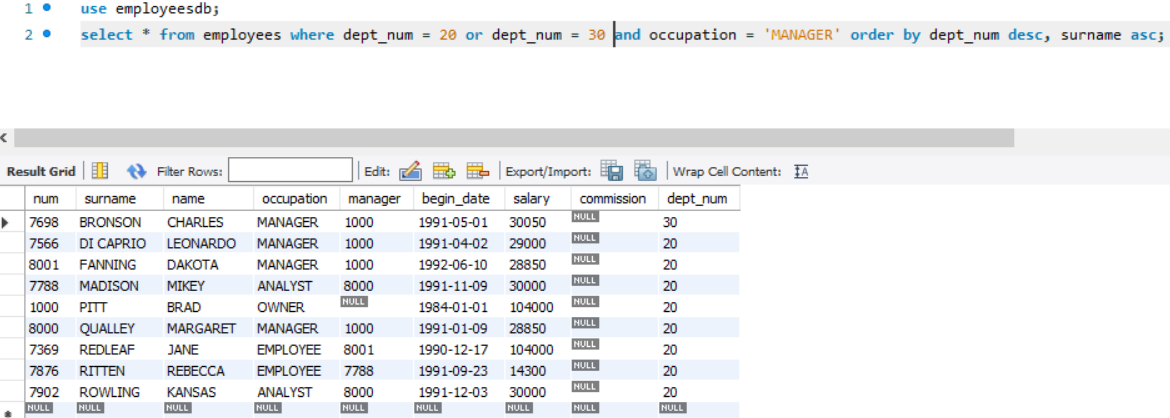 1 use employeesdb;
2 select * from employees where dept_num = 20 or dept_num = 30 and occupation = 'MANAGER' order by dept_num desc, surname asc;
Result Grid Filter Rows: Edit: Export/Import: Wrap Cell Content: IA
num surname name occupation manager begin_date salary commission dept_num
7698 BRONSON CHARLES MANAGER 1000 1991-05-01 30050 NULL 30
7566 DI CAPRIO LEONARDO MANAGER 1000 1991-04-02 29000 NULL 20
8001 FANNING DAKOTA MANAGER 1000 1992-06-10 28850 NULL 20
7788 MADISON MIKEY ANALYST 8000 1991-11-09 30000 NULL 20
1000 PITT BRAD OWNER NULL 1984-01-01 104000 NULL 20
8000 QUALLEY MARGARET MANAGER 1000 1991-01-09 28850 NULL 20
7369 REDLEAF JANE EMPLOYEE 8001 1990-12-17 104000 NULL 20
7876 RITTEN REBECCA EMPLOYEE 7788 1991-09-23 14300 NULL 20
7902 ROWLING KANSAS ANALYST 8000 1991-12-03 30000 NULL 20
NULL NULL NULL NULL NULL NULL NULL NULL NULL